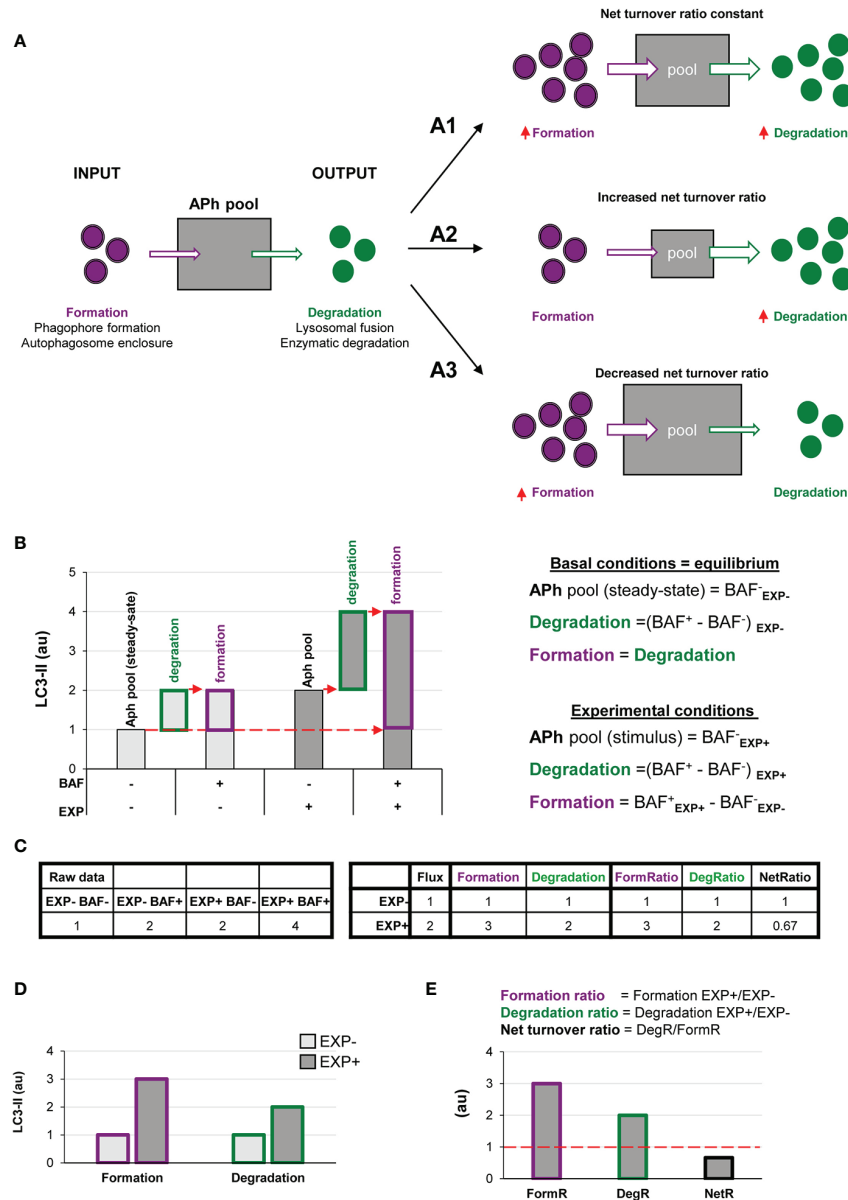 A
Net turnover ratio constant
pool
Formation
Degradation
A1
INPUT
OUTPUT
APh pool
Formation
Phagophore formation
Autophagosome enclosure
Degradation
Lysosomal fusion
Enzymatic degradation
A2
Increased net turnover ratio
pool
Formation
Degradation
A3
Decreased net turnover ratio
pool
Formation
Degradation
B
LC3-II (au)
5
4
3
2
1
0
Aph pool (steady-sate)
degraation
formation
Aph pool
degraation
formation
BAF - + - +
EXP - - + +
Basal conditions = equilibrium
APh pool (steady-state) = BAF-EXP-
Degradation =(BAF+ - BAF-) EXP-
Formation = Degradation
Experimental conditions
APh pool (stimulus) = BAF-EXP+
Degradation =(BAF+ - BAF-) EXP+
Formation = BAF+EXP+ - BAF-EXP-
C
Raw data
EXP- BAF- EXP- BAF+ EXP+ BAF- EXP+ BAF+
1 2 2 4
Flux Formation Degradation FormRatio DegRatio NetRatio
EXP- 1 1 1 1 1 1
EXP+ 2 3 2 3 2 0.67
D
EXP-
EXP+
LC3-II (au)
4
3
2
1
0
Formation Degradation
E
Formation ratio = Formation EXP+/EXP-
Degradation ratio = Degradation EXP+/EXP-
Net turnover ratio = DegR/FormR
(au)
4
3
2
1
0
FormR DegR NetR